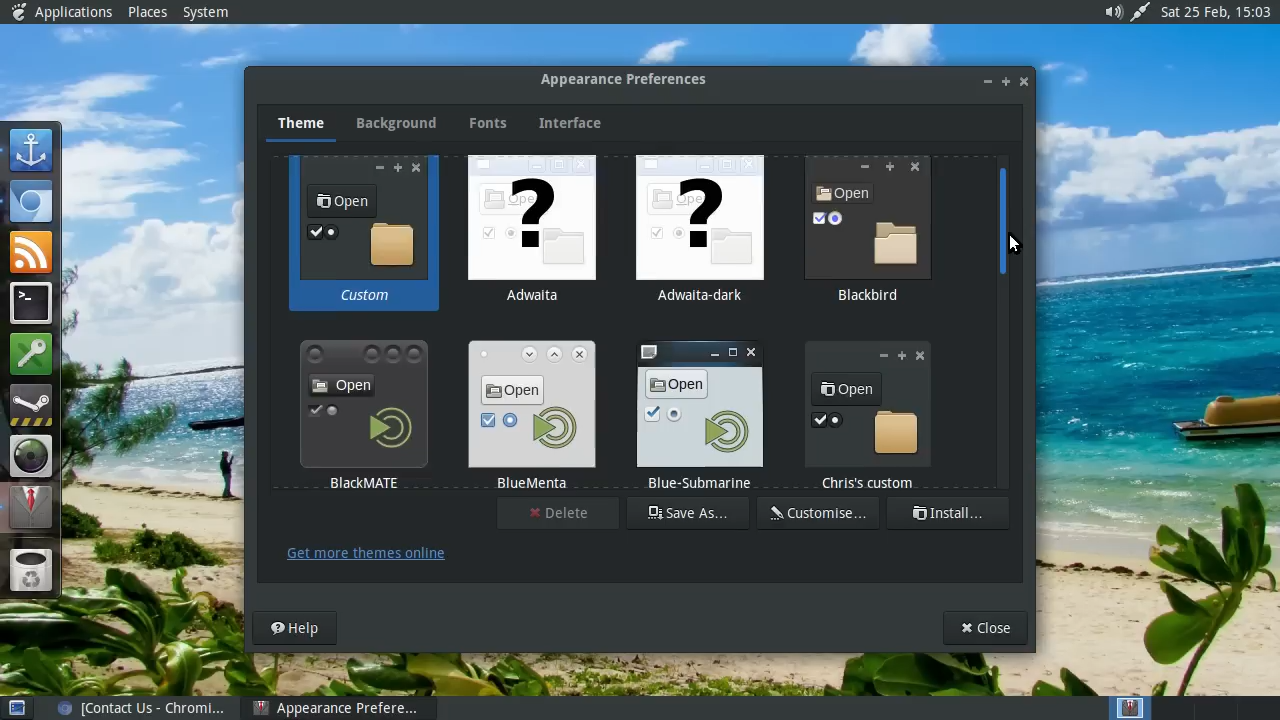 Applications Places System
Sat 25 Feb, 15:03
Appearance Preferences
Theme Background Fonts Interface
Open
Open
Open
Open
Custom Adwaita Adwaita-dark Blackbird
Open
Open
Open
Open
BlackMATE BlueMenta Blue-Submarine Chris's custom
Delete Save As… Customise… Install…
Get more themes online
Help Close
[Contact Us - Chromi... Appearance Prefere...